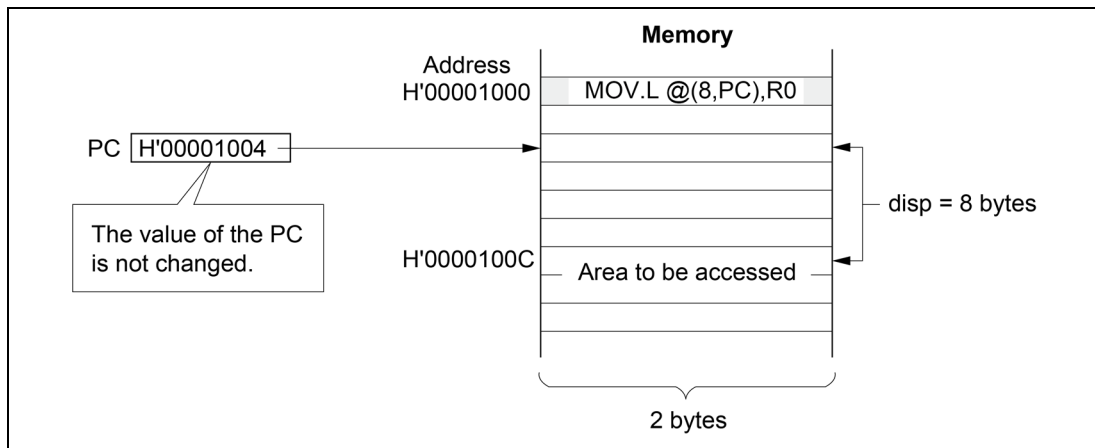 Memory
Address
H'00001000
MOV.L @(8,PC),R0
PC H'00001004
The value of the PC
is not changed.
disp = 8 bytes
H'0000100C
Area to be accessed
2 bytes